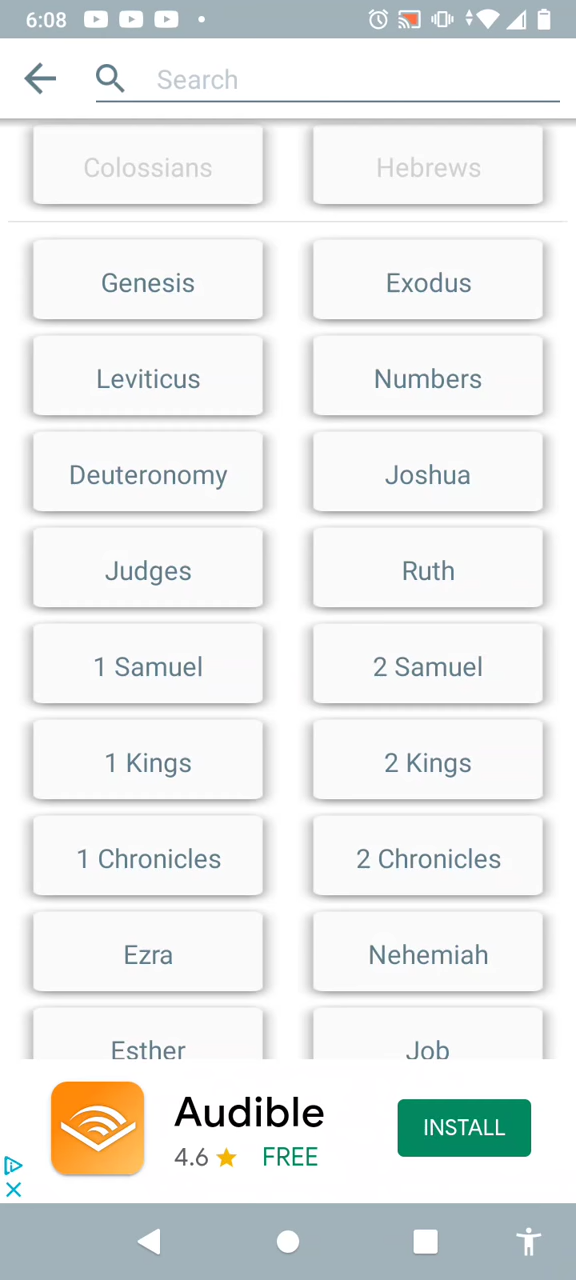 6:08
Search
Colossians Hebrews
Genesis Exodus
Leviticus Numbers
Deuteronomy Joshua
Judges Ruth
1 Samuel 2 Samuel
1 Kings 2 Kings
1 Chronicles 2 Chronicles
Ezra Nehemiah
Esther Job
Audible
4.6 FREE
INSTALL